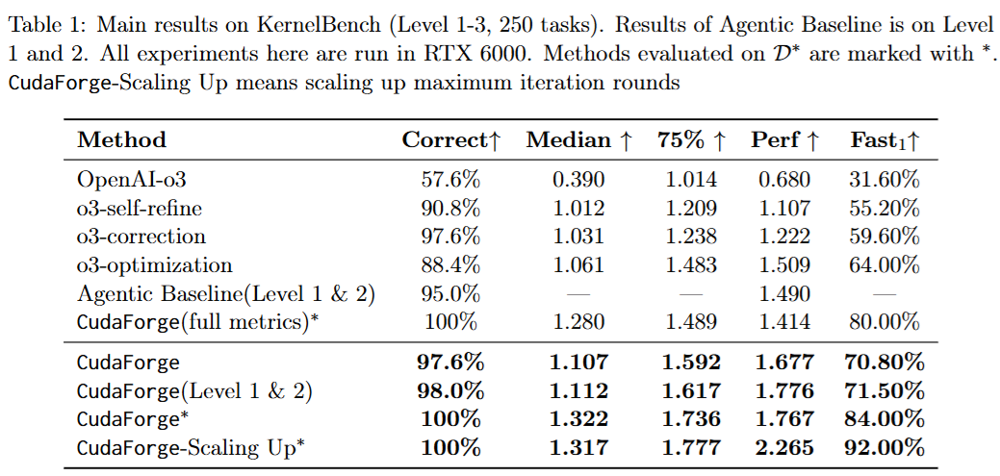 Table 1: Main results on KernelBench (Level 1-3, 250 tasks). Results of Agentic Baseline is on Level
1 and 2. All experiments here are run in RTX 6000. Methods evaluated on 𝒟* are marked with *.
CudaForge-Scaling Up means scaling up maximum iteration rounds
Method Correct↑ Median ↑ 75% ↑ Perf ↑ Fast₁↑
OpenAI-o3 57.6% 0.390 1.014 0.680 31.60%
o3-self-refine 90.8% 1.012 1.209 1.107 55.20%
o3-correction 97.6% 1.031 1.238 1.222 59.60%
o3-optimization 88.4% 1.061 1.483 1.509 64.00%
Agentic Baseline(Level 1 & 2) 95.0% — — 1.490 —
CudaForge(full metrics)* 100% 1.280 1.489 1.414 80.00%
CudaForge 97.6% 1.107 1.592 1.677 70.80%
CudaForge(Level 1 & 2) 98.0% 1.112 1.617 1.776 71.50%
CudaForge* 100% 1.322 1.736 1.767 84.00%
CudaForge-Scaling Up* 100% 1.317 1.777 2.265 92.00%